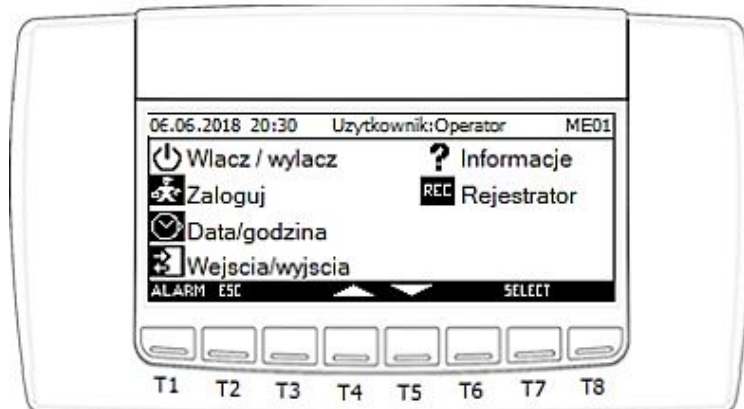 06.06.2018 20:30 Uzytkownik:Operator ME01
Wlacz / wylacz ? Informacje
Zaloguj REC Rejestrator
Data/godzina
Wejscia/wyjscia
ALARM ESC SELECT
T1 T2 T3 T4 T5 T6 T7 T8